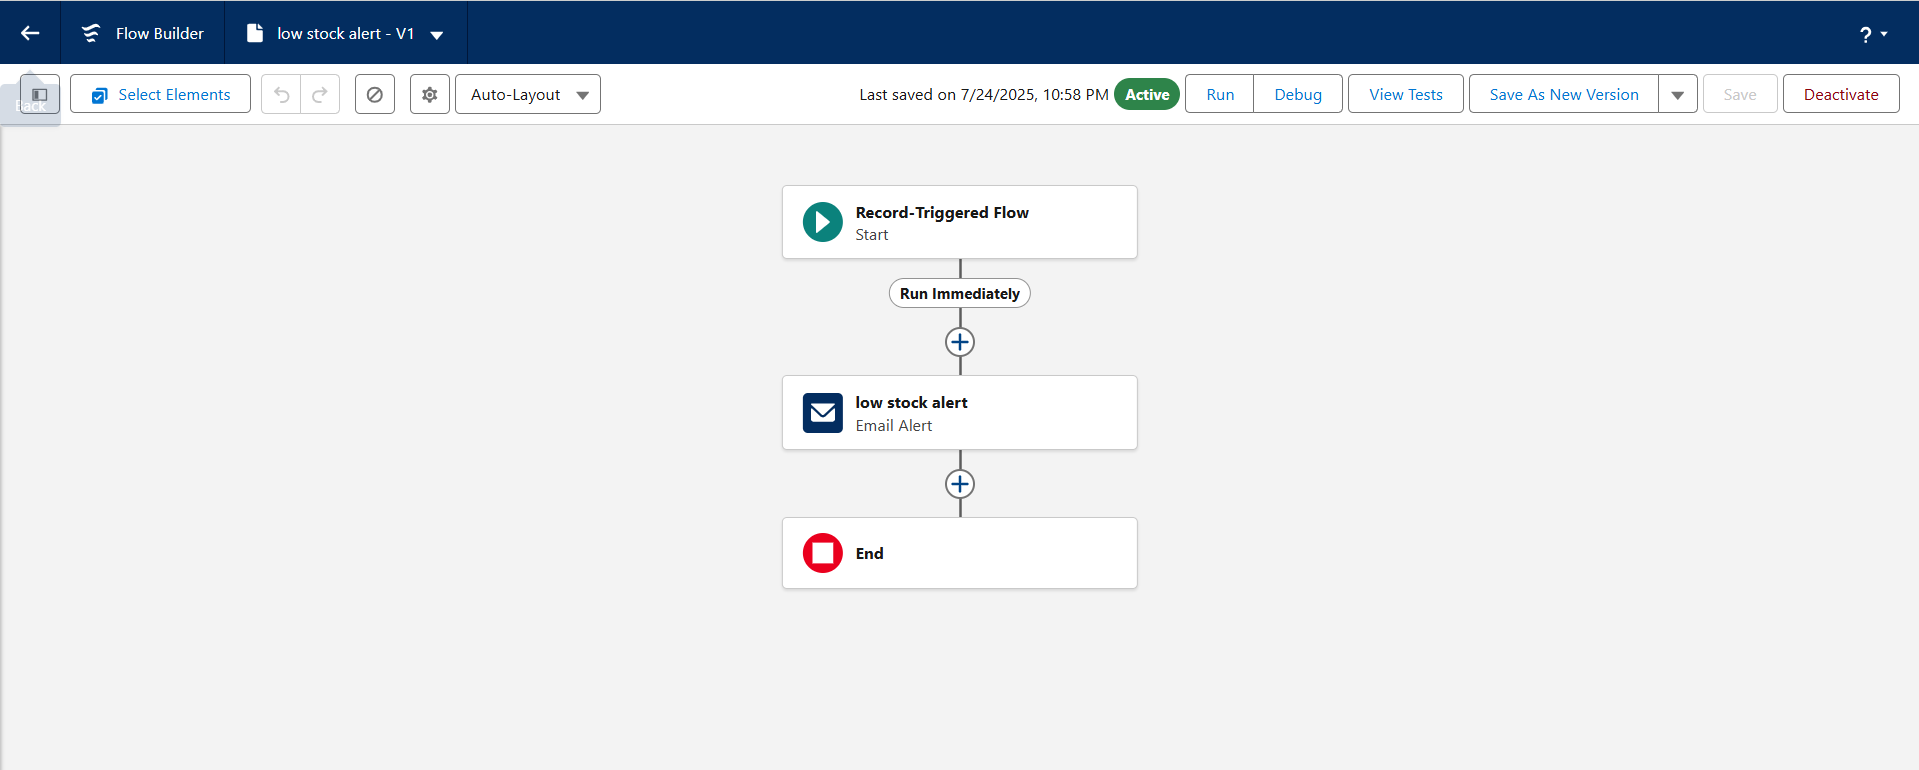 Flow Builder
low stock alert - V1
?
Back
Select Elements
Auto-Layout
Last saved on 7/24/2025, 10:58 PM
Active
Run
Debug
View Tests
Save As New Version
Save
Deactivate
Record-Triggered Flow
Start
Run Immediately
low stock alert
Email Alert
End